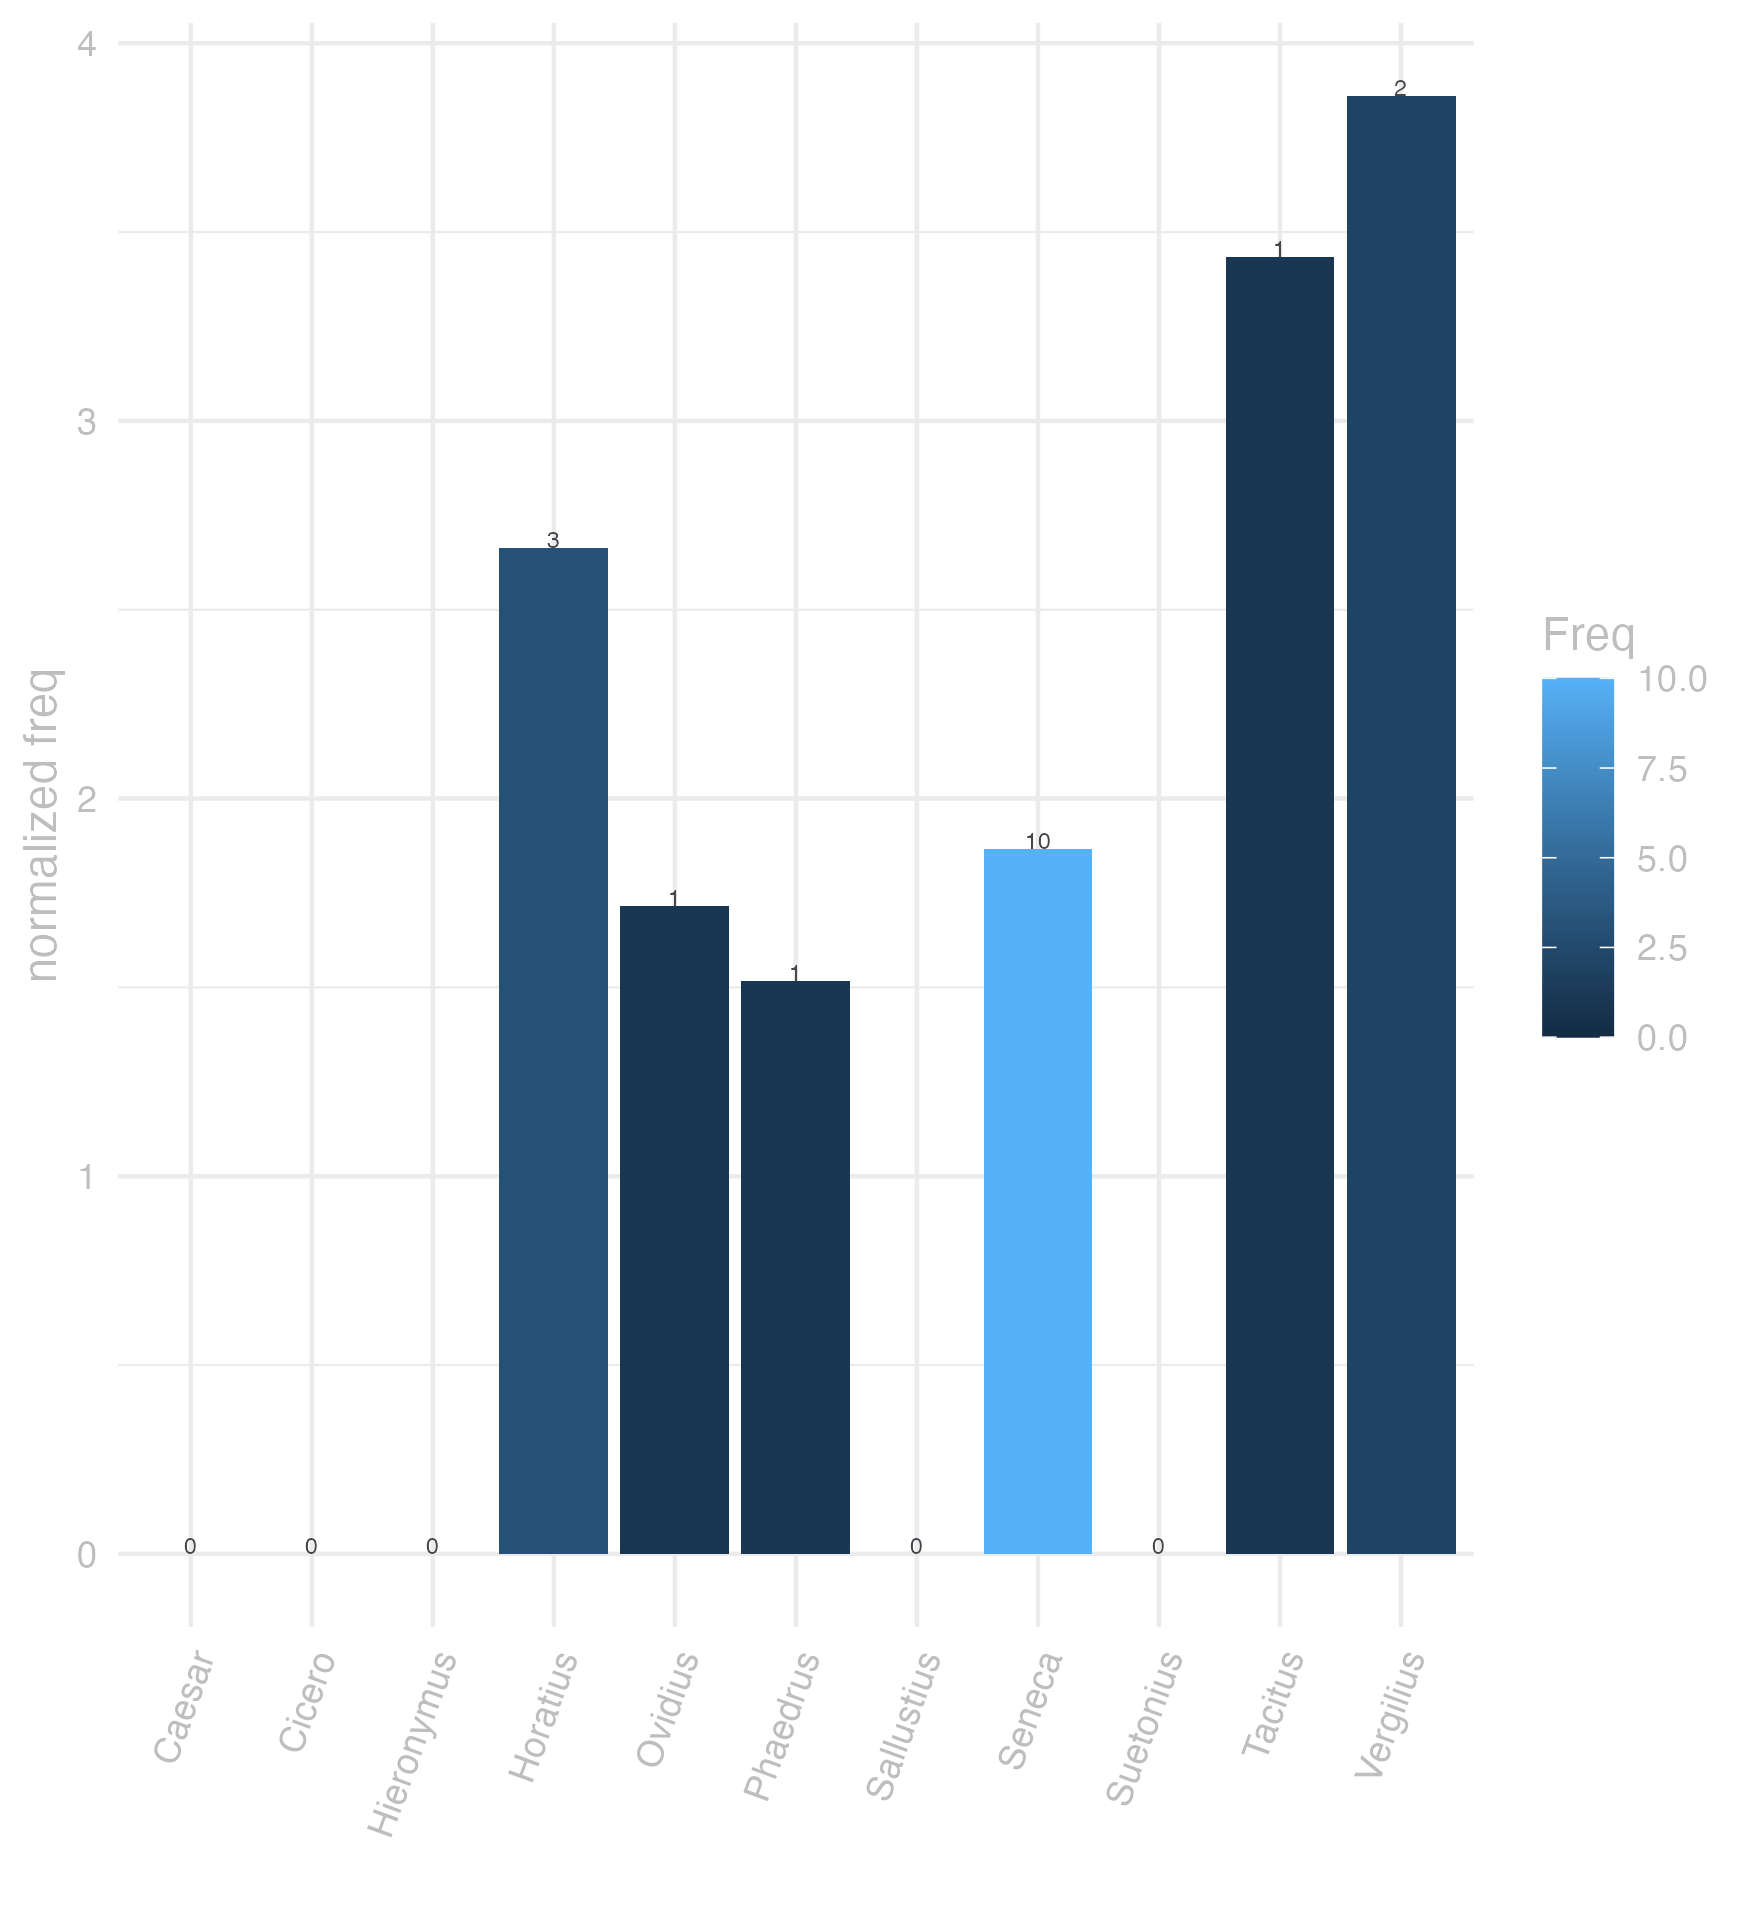 normalized freq
4
3
2
1
0
0
0
0
3
1
1
0
10
0
1
2
Caesar
Cicero
Hieronymus
Horatius
Ovidius
Phaedrus
Sallustius
Seneca
Suetonius
Tacitus
Vergilius
Freq
10.0
7.5
5.0
2.5
0.0